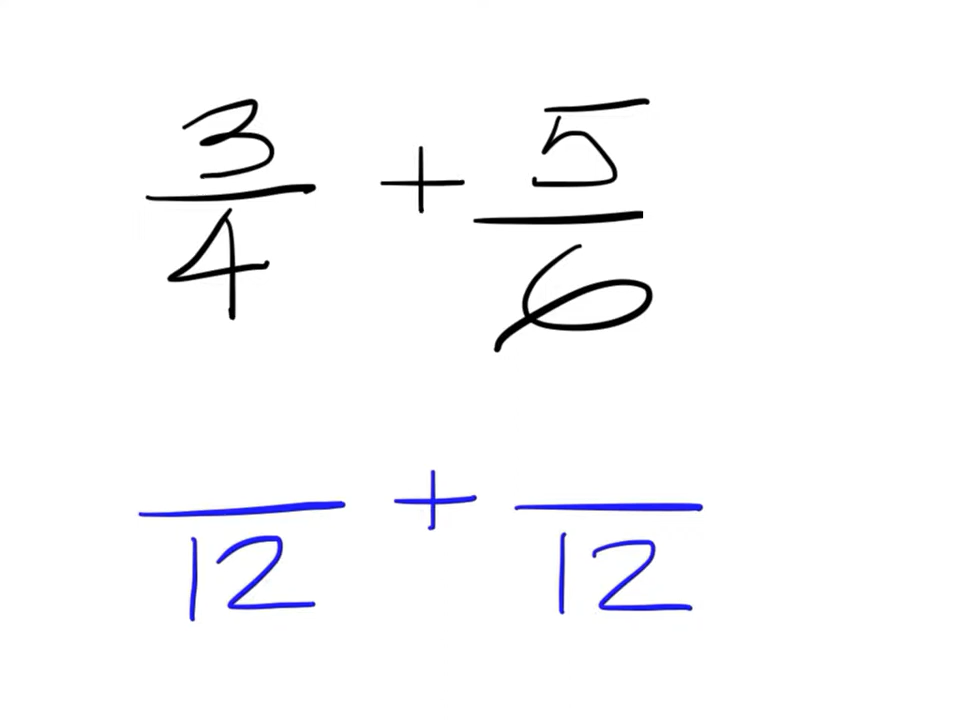 3/4 + 5/6
/12 + /12